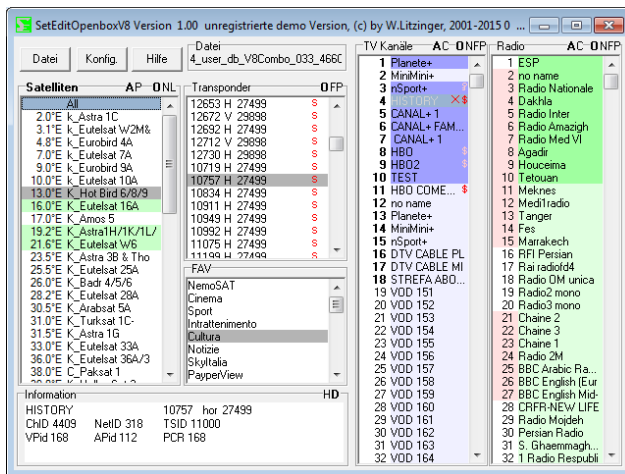 SetEditOpenboxV8 Version 1.00 unregistrierte demo Version, (c) by W.Litzinger, 2001-2015 0 ...
Datei
Konfig.
Hilfe
Datei
4_user_db_V8Combo_033_466C
Satelliten AP ONL
All
2.0°E k_Astra 1C
3.1°E k_Eutelsat W2M&
4.8°E k_Eurobird 4A
7.0°E k_Eutelsat 7A
9.0°E k_Eurobird 9A
10.0°E k_Eutelsat 10A
13.0°E K_Hot Bird 6/8/9
16.0°E K_Eutelsat 16A
17.0°E K_Amos 5
19.2°E K_Astra1H/1K/1L/
21.6°E K_Eutelsat W6
23.5°E K_Astra 3B & Tho
25.5°E K_Eutelsat 25A
26.0°E K_Badr 4/5/6
28.2°E K_Eutelsat 28A
30.5°E K_Arabsat 5A
31.0°E K_Turksat 1C-
31.5°E K_Astra 1G
33.0°E K_Eutelsat 33A
36.0°E K_Eutelsat 36A/3
38.0°E C_Paksat 1
Transponder OFP
12653 H 27499 S
12672 V 29898 S
12692 H 27499 S
12712 V 29898 S
12730 H 29898 S
10719 H 27499 S
10757 H 27499 S
10834 H 27499 S
10911 H 27499 S
10949 H 27499 S
10992 H 27499 S
11075 H 27499 S
11199 H 27499 S
FAV
NemoSAT
Cinema
Sport
Intrattenimento
Cultura
Notizie
SkyItalia
PayperView
TV Kanäle AC ONFP
1 Planete+
2 MiniMini+
3 nSport+ $
4 HISTORY ×$
5 CANAL+ 1
6 CANAL+ FAM...
7 CANAL+ 1
8 HBO $
9 HBO2 $
10 TEST
11 HBO COME... $
12 no name
13 Planete+
14 MiniMini+
15 nSport+
16 DTV CABLE PL
17 DTV CABLE MI
18 STREFA ABO...
19 VOD 151
20 VOD 152
21 VOD 153
22 VOD 154
23 VOD 155
24 VOD 156
25 VOD 157
26 VOD 158
27 VOD 159
28 VOD 160
29 VOD 161
30 VOD 162
31 VOD 163
32 VOD 164
Radio AC ONFP
1 ESP
2 no name
3 Radio Nationale
4 Dakhla
5 Radio Inter
6 Radio Amazigh
7 Radio Med VI
8 Agadir
9 Houceima
10 Tetouan
11 Meknes
12 Medi1radio
13 Tanger
14 Fes
15 Marrakech
16 RFI Persian
17 Rai radiofd4
18 Radio OM unica
19 Radio2 mono
20 Radio3 mono
21 Chaine 2
22 Chaine 3
23 Chaine 1
24 Radio 2M
25 BBC Arabic Ra...
26 BBC English (Eur
27 BBC English Mid-
28 CRFR-NEW LIFE
29 Radio Mojdeh
30 Persian Radio
31 S. Ghaemmagh...
32 1 Radio Respubli
Information HD
HISTORY 10757 hor 27499
ChID 4409 NetID 318 TSID 11000
VPid 168 APid 112 PCR 168